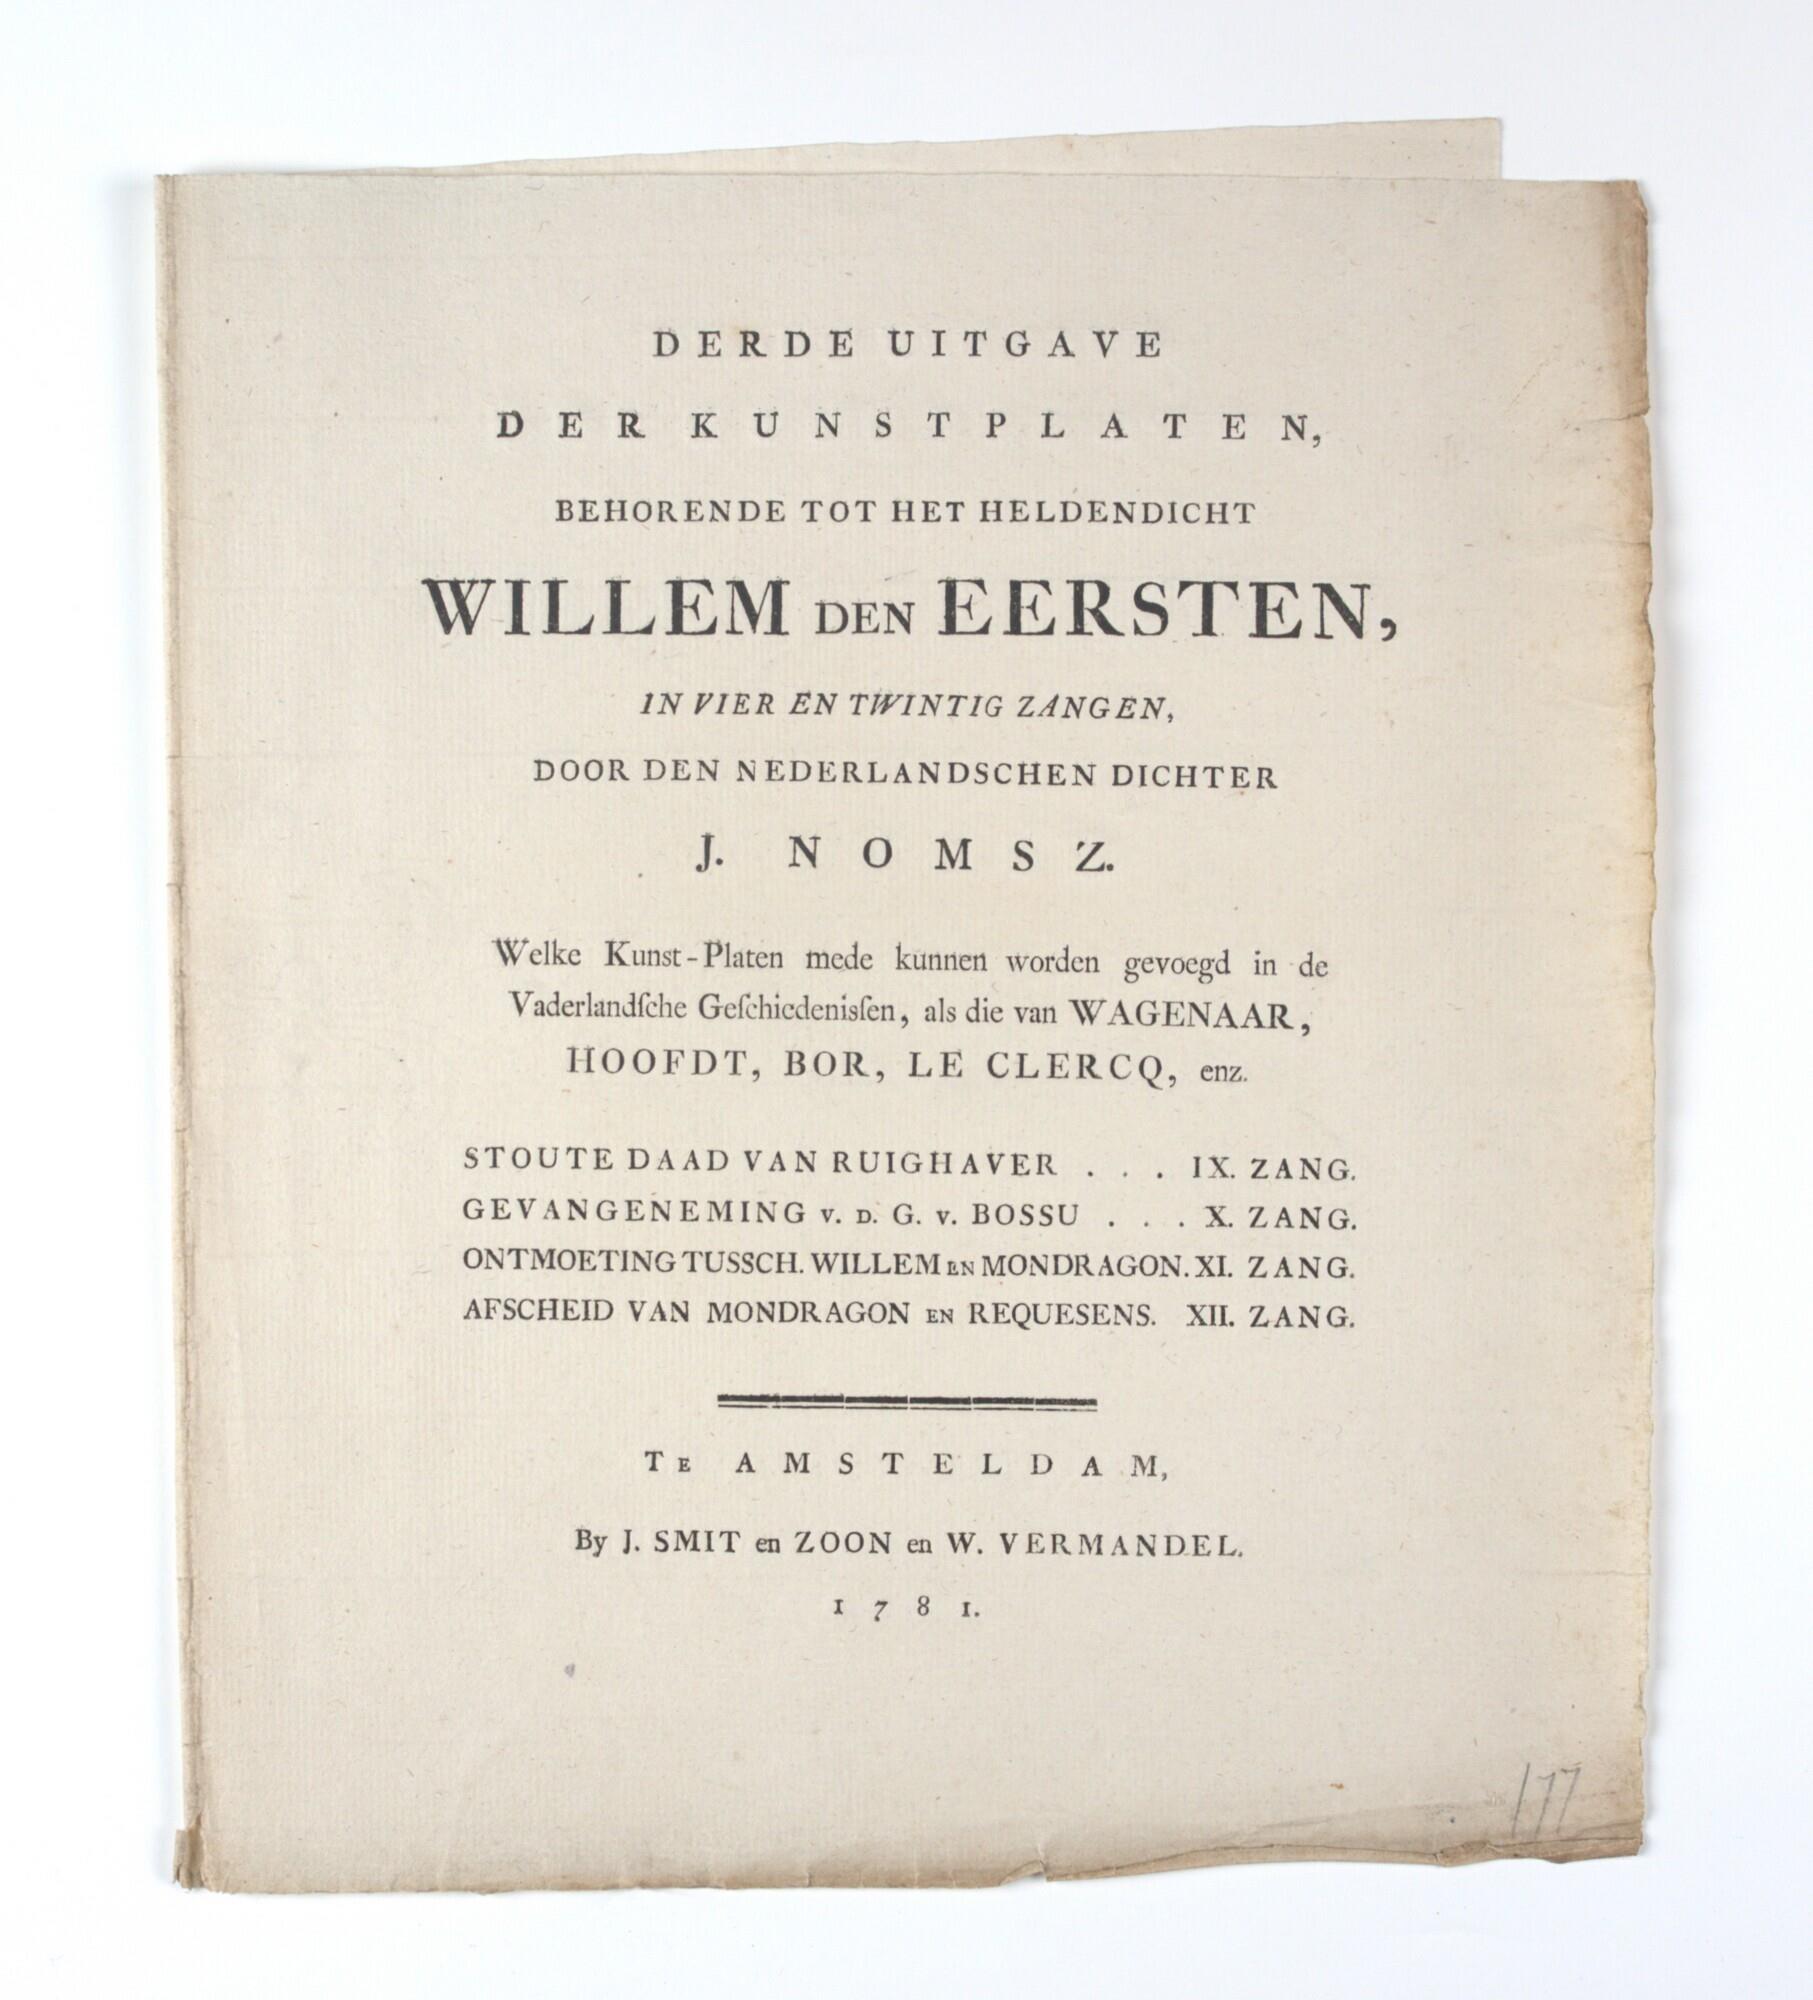 DERDE UITGAVE
DER KUNSTPLATEN,
BEHORENDE TOT HET HELDENDICHT
WILLEM DEN EERSTEN,
IN VIER EN TWINTIG ZANGEN,
DOOR DEN NEDERLANDSCHEN DICHTER
J. NOMSZ.
Welke Kunst-Platen mede kunnen worden gevoegd in de
Vaderlandſche Geſchiedenisſen, als die van WAGENAAR,
HOOFDT, BOR, LE CLERCQ, enz.
STOUTE DAAD VAN RUIGHAVER . . . IX. ZANG.
GEVANGENEMING v. D. G. v. BOSSU . . . X. ZANG.
ONTMOETING TUSSCH. WILLEM EN MONDRAGON. XI. ZANG.
AFSCHEID VAN MONDRAGON EN REQUESENS. XII. ZANG.
TE AMSTELDAM,
By J. SMIT en ZOON en W. VERMANDEL.
1781.
177